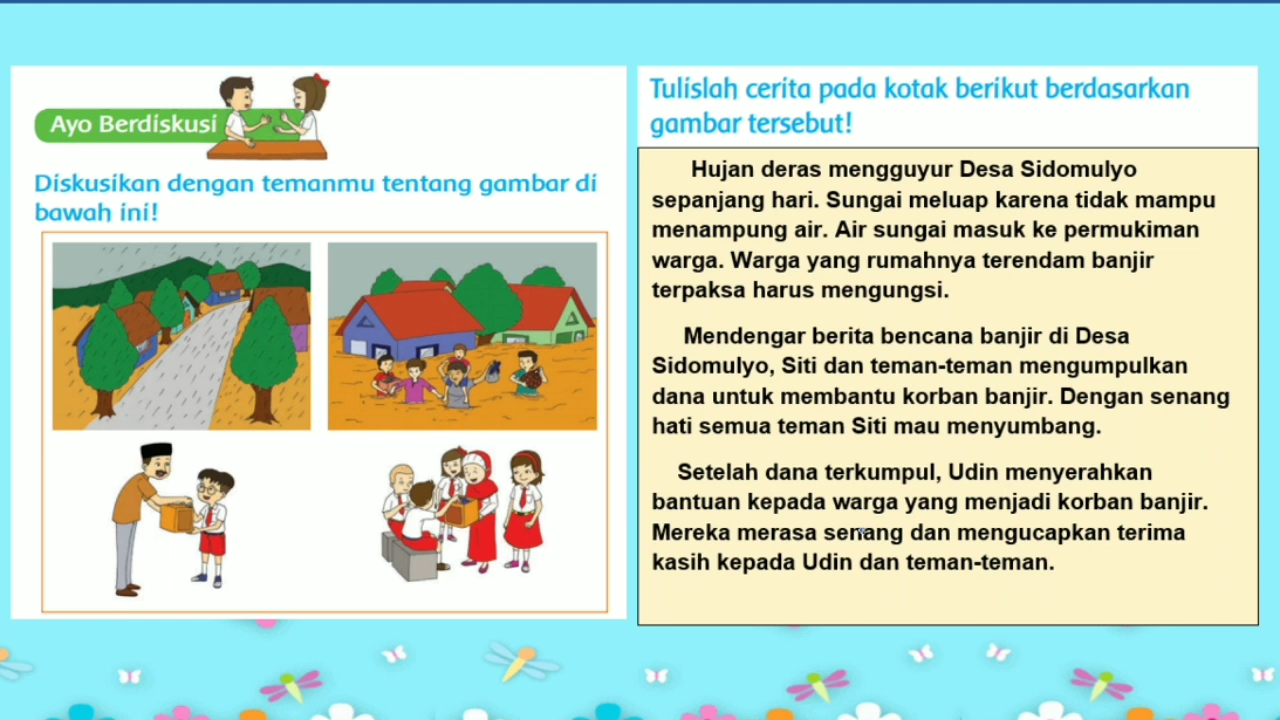 Ayo Berdiskusi
Diskusikan dengan temanmu tentang gambar di
bawah ini!
Tulislah cerita pada kotak berikut berdasarkan
gambar tersebut!
Hujan deras mengguyur Desa Sidomulyo
sepanjang hari. Sungai meluap karena tidak mampu
menampung air. Air sungai masuk ke permukiman
warga. Warga yang rumahnya terendam banjir
terpaksa harus mengungsi.
Mendengar berita bencana banjir di Desa
Sidomulyo, Siti dan teman-teman mengumpulkan
dana untuk membantu korban banjir. Dengan senang
hati semua teman Siti mau menyumbang.
Setelah dana terkumpul, Udin menyerahkan
bantuan kepada warga yang menjadi korban banjir.
Mereka merasa senang dan mengucapkan terima
kasih kepada Udin dan teman-teman.